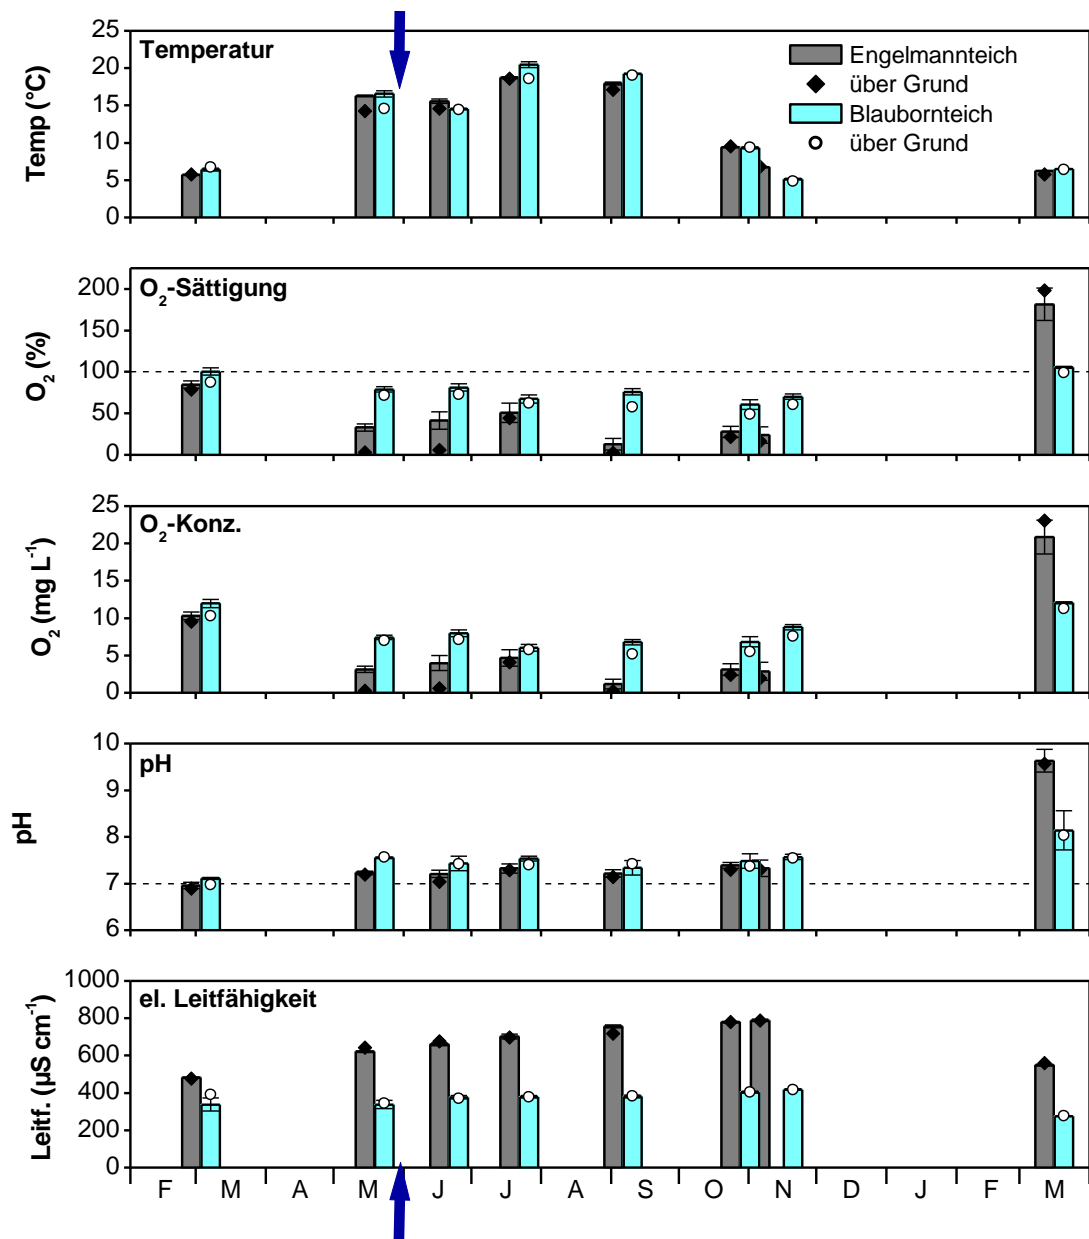 Temperatur
Engelmannteich
über Grund
Blaubornteich
über Grund
Temp (°C)
25
20
15
10
5
0
O₂-Sättigung
O₂ (%)
200
150
100
50
0
O₂-Konz.
O₂ (mg L⁻¹)
25
20
15
10
5
0
pH
pH
10
9
8
7
6
el. Leitfähigkeit
Leitf. (µS cm⁻¹)
1000
800
600
400
200
0
F M A M J J A S O N D J F M